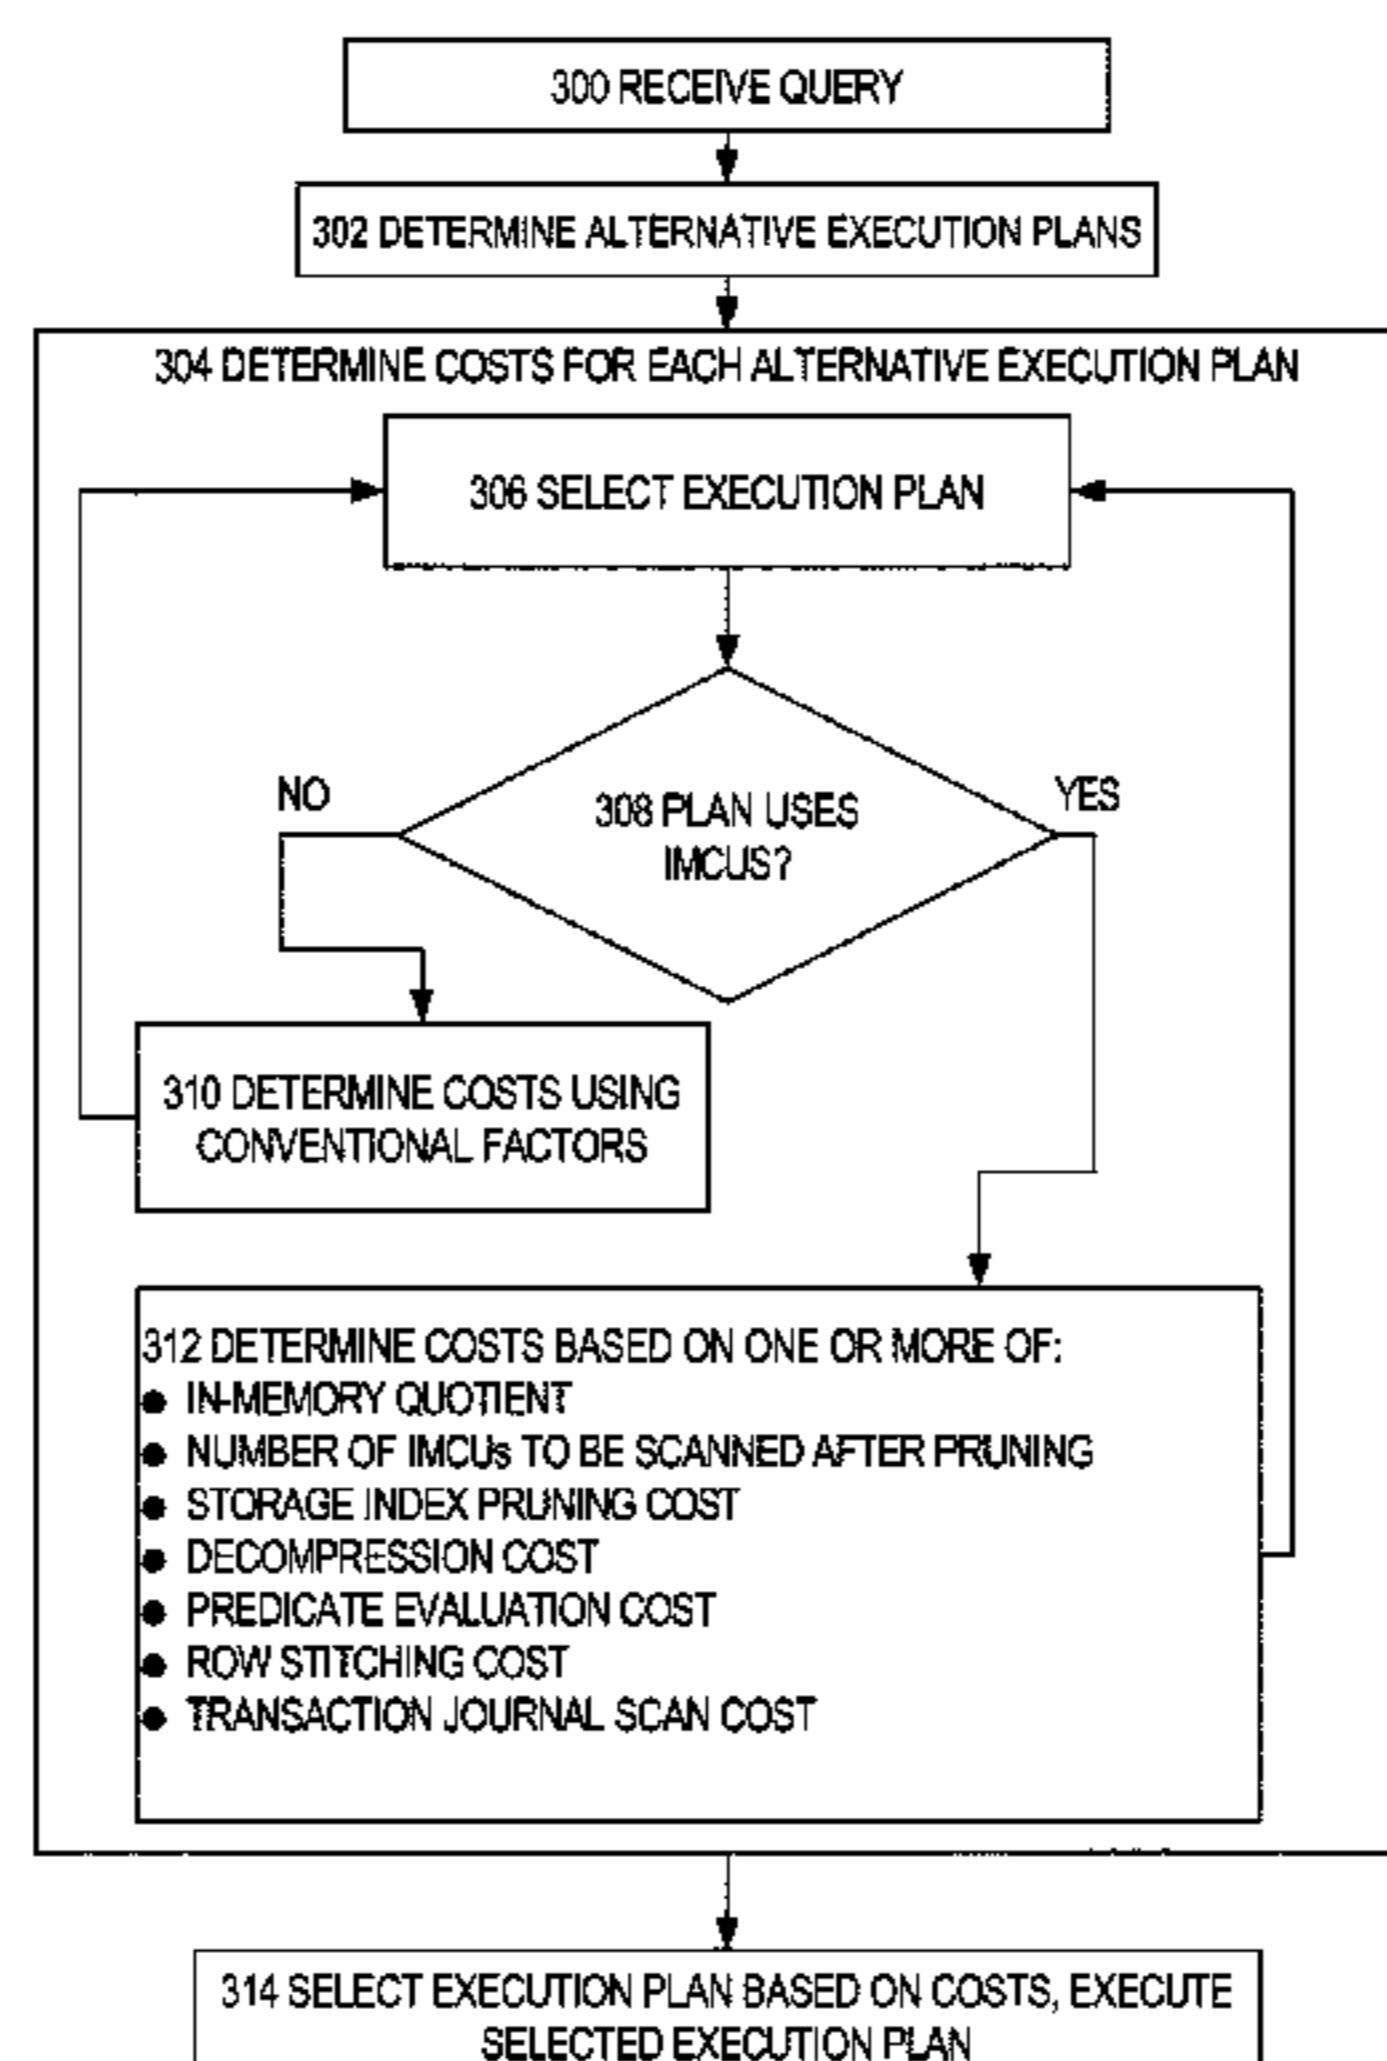 300 RECEIVE QUERY
302 DETERMINE ALTERNATIVE EXECUTION PLANS
304 DETERMINE COSTS FOR EACH ALTERNATIVE EXECUTION PLAN
306 SELECT EXECUTION PLAN
NO
YES
308 PLAN USES
IMCUS?
310 DETERMINE COSTS USING
CONVENTIONAL FACTORS
312 DETERMINE COSTS BASED ON ONE OR MORE OF:
● IN-MEMORY QUOTIENT
● NUMBER OF IMCUs TO BE SCANNED AFTER PRUNING
● STORAGE INDEX PRUNING COST
● DECOMPRESSION COST
● PREDICATE EVALUATION COST
● ROW STITCHING COST
● TRANSACTION JOURNAL SCAN COST
314 SELECT EXECUTION PLAN BASED ON COSTS, EXECUTE
SELECTED EXECUTION PLAN